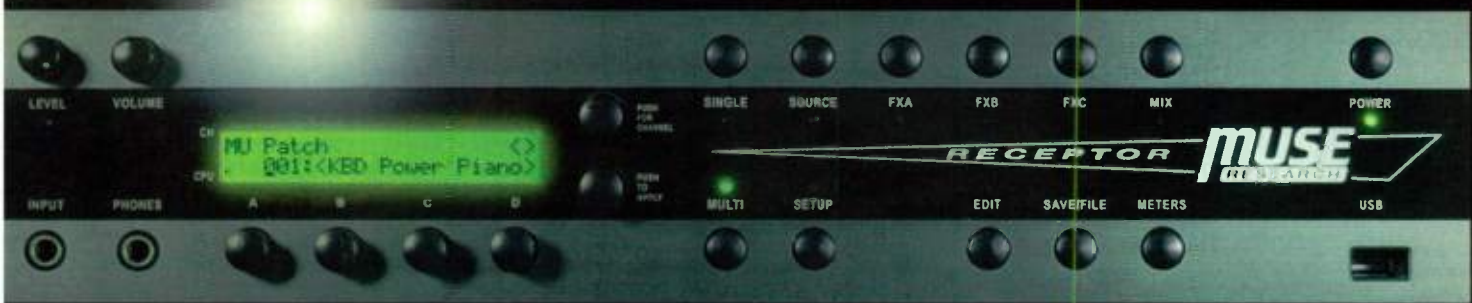 LEVEL VOLUME
SINGLE SOURCE FXA FXB FXC MIX POWER
PUSH FOR CHANNEL
CH
MU Patch <>
001:<KBD Power Piano>
CPU
RECEPTOR MUSE RESEARCH
INPUT PHONES A B C D
PUSH TO
MULTI SETUP EDIT SAVE/FILE METERS USB